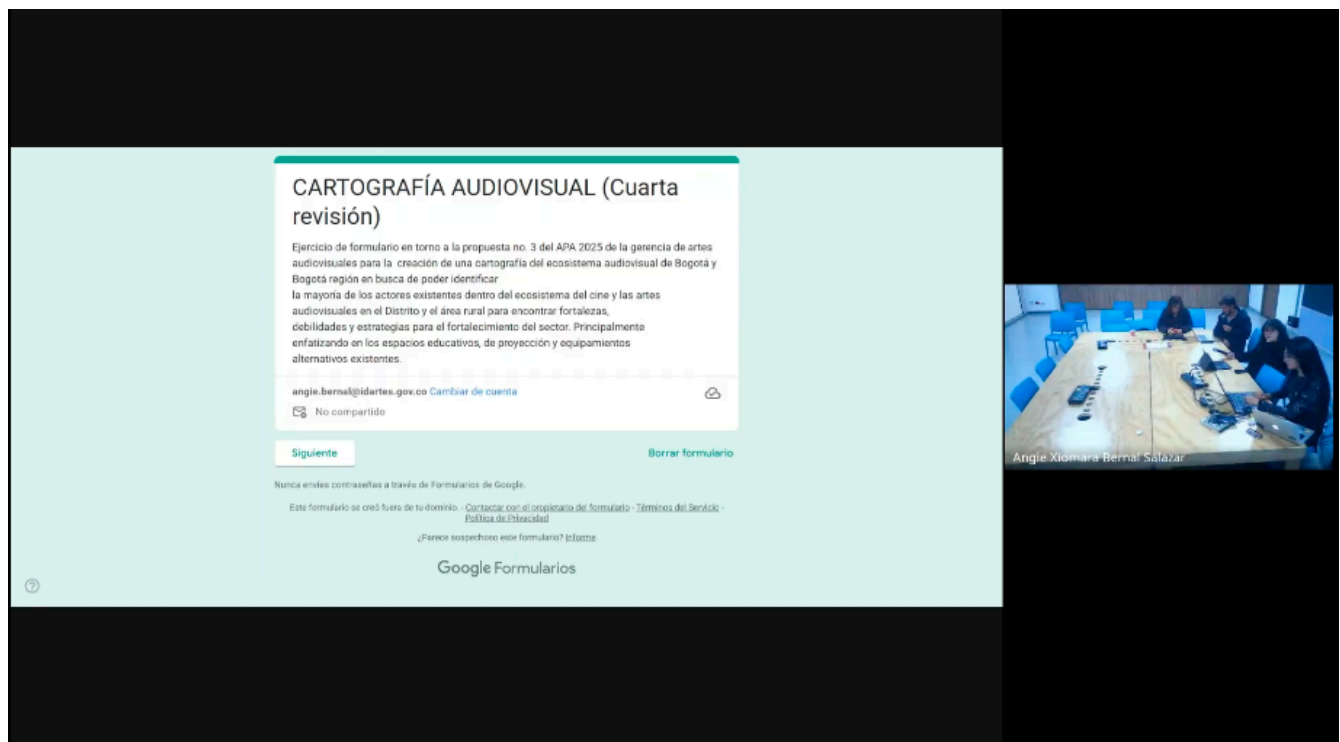 CARTOGRAFÍA AUDIOVISUAL (Cuarta
revisión)
Ejercicio de formulario en torno a la propuesta no. 3 del APA 2025 de la gerencia de artes
audiovisuales para la creación de una cartografía del ecosistema audiovisual de Bogotá y
Bogotá región en busca de poder identificar
la mayoría de los actores existentes dentro del ecosistema del cine y las artes
audiovisuales en el Distrito y el área rural para encontrar fortalezas,
debilidades y estrategias para el fortalecimiento del sector. Principalmente
enfatizando en los espacios educativos, de proyección y equipamientos
alternativos existentes.
angie.bernal@idartes.gov.co Cambiar de cuenta
No compartido
Siguiente
Borrar formulario
Nunca envíes contraseñas a través de Formularios de Google.
Este formulario se creó fuera de tu dominio. - Contactar con el propietario del formulario - Términos del Servicio -
Política de Privacidad
¿Parece sospechoso este formulario? Informe
Google Formularios
Angie Xiomara Bernal Salazar